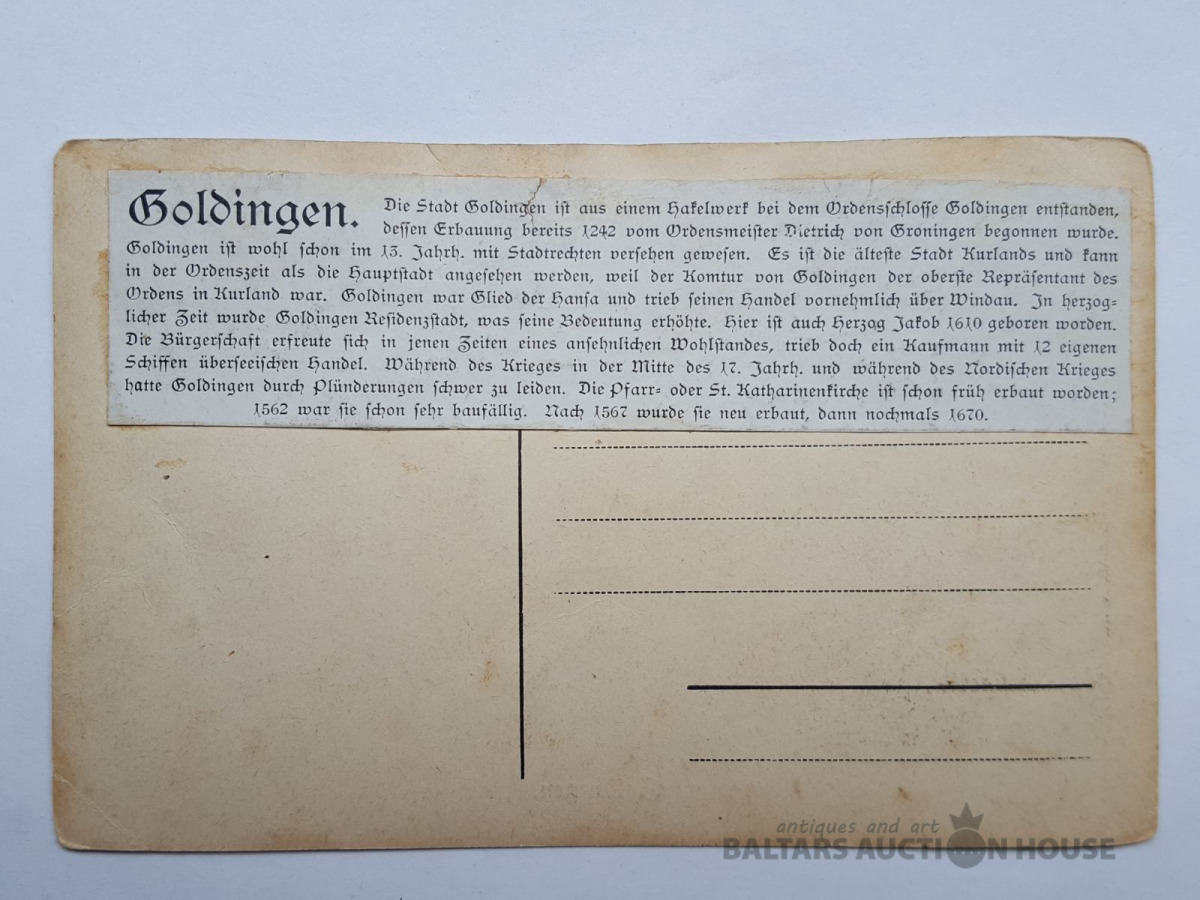 Goldingen.
Die Stadt Goldingen ist aus einem Hakelwerk bei dem Ordensschlosse Goldingen entstanden,
dessen Erbauung bereits 1242 vom Ordensmeister Dietrich von Groningen begonnen wurde.
Goldingen ist wohl schon im 13. Jahrh. mit Stadtrechten versehen gewesen. Es ist die älteste Stadt Kurlands und kann
in der Ordenszeit als die Hauptstadt angesehen werden, weil der Komtur von Goldingen der oberste Repräsentant des
Ordens in Kurland war. Goldingen war Glied der Hansa und trieb seinen Handel vornehmlich über Windau. In herzog-
licher Zeit wurde Goldingen Residenzstadt, was seine Bedeutung erhöhte. Hier ist auch Herzog Jakob 1610 geboren worden.
Die Bürgerschaft erfreute sich in jenen Zeiten eines ansehnlichen Wohlstandes, trieb doch ein Kaufmann mit 12 eigenen
Schiffen überseeischen Handel. Während des Krieges in der Mitte des 17. Jahrh. und während des Nordischen Krieges
hatte Goldingen durch Plünderungen schwer zu leiden. Die Pfarr- oder St. Katharinenkirche ist schon früh erbaut worden;
1562 war sie schon sehr baufällig. Nach 1567 wurde sie neu erbaut, dann nochmals 1670.
antiques and art
BALTARS AUCTION HOUSE